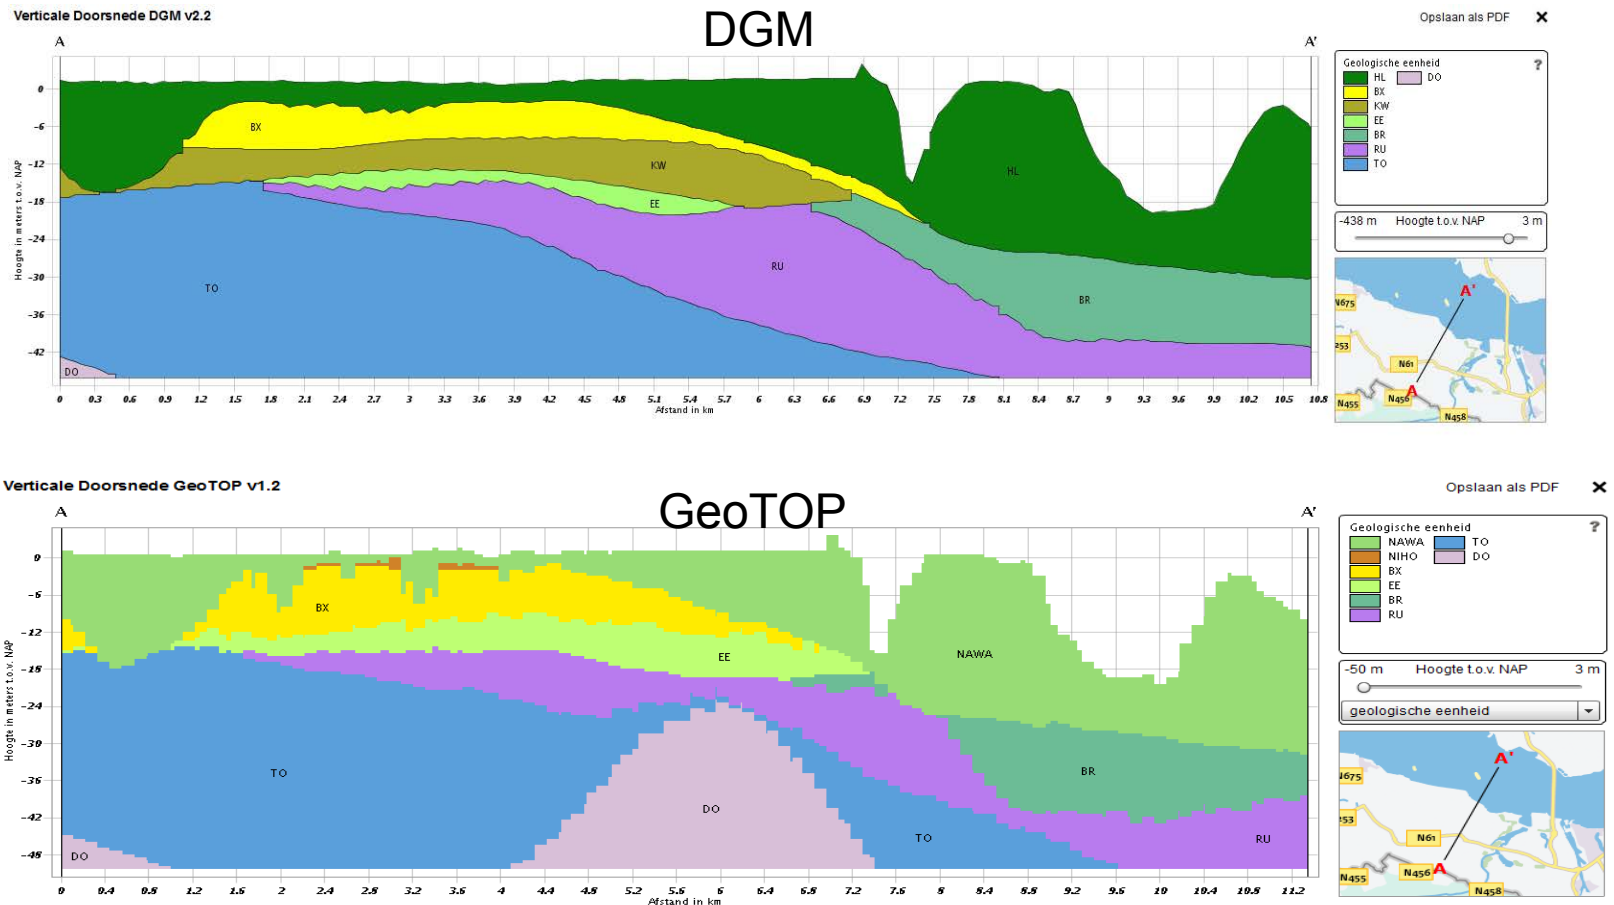 Verticale Doorsnede DGM v2.2
DGM
Opslaan als PDF
A
A'
Geologische eenheid
?
HL
DO
BX
KW
EE
BR
RU
TO
-438 m Hoogte t.o.v. NAP 3 m
Hoogte in meters t.o.v. NAP
0
-6
-12
-18
-24
-30
-36
-42
BX
KW
EE
HL
RU
TO
BR
DO
0 0.3 0.6 0.9 1.2 1.5 1.8 2.1 2.4 2.7 3 3.3 3.6 3.9 4.2 4.5 4.8 5.1 5.4 5.7 6 6.3 6.6 6.9 7.2 7.5 7.8 8.1 8.4 8.7 9 9.3 9.6 9.9 10.2 10.5 10.8
Afstand in km
A'
N675
253
N61
A
N455
N456
N458
Verticale Doorsnede GeoTOP v1.2
GeoTOP
Opslaan als PDF
A
A'
Geologische eenheid
?
NAWA
TO
NIHO
DO
BX
EE
BR
RU
-50 m Hoogte t.o.v. NAP 3 m
geologische eenheid
Hoogte in meters t.o.v. NAP
0
-6
-12
-18
-24
-30
-36
-42
-48
BX
EE
NAWA
TO
BR
DO
TO
RU
DO
0 0.4 0.8 1.2 1.6 2 2.4 2.8 3.2 3.6 4 4.4 4.8 5.2 5.6 6 6.4 6.8 7.2 7.6 8 8.4 8.8 9.2 9.6 10 10.4 10.8 11.2
Afstand in km
A'
N675
253
N61
A
N455
N456
N458